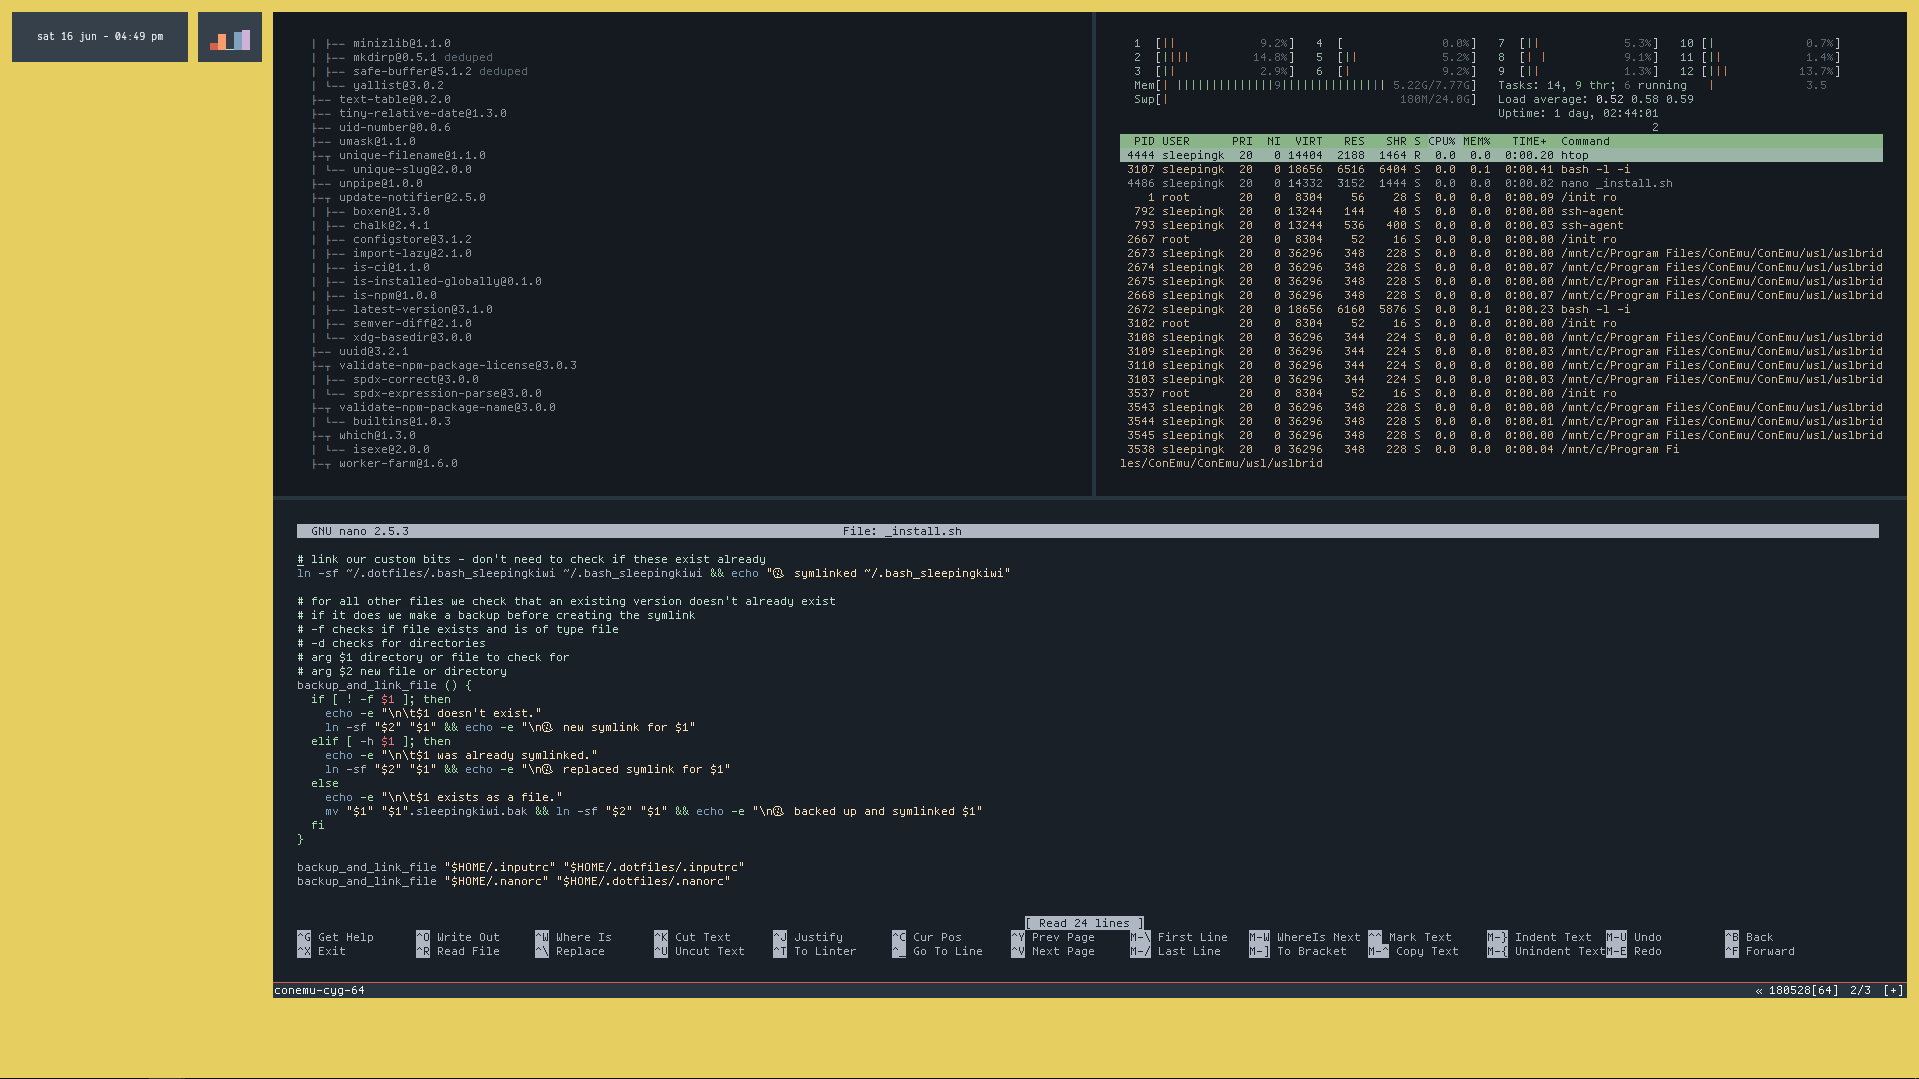 sat 16 jun - 04:49 pm
│ ├── minizlib@1.1.0
│ ├── mkdirp@0.5.1 deduped
│ ├── safe-buffer@5.1.2 deduped
│ └── yallist@3.0.2
├── text-table@0.2.0
├── tiny-relative-date@1.3.0
├── uid-number@0.0.6
├── umask@1.1.0
├─┬ unique-filename@1.1.0
│ └── unique-slug@2.0.0
├── unpipe@1.0.0
├─┬ update-notifier@2.5.0
│ ├── boxen@1.3.0
│ ├── chalk@2.4.1
│ ├── configstore@3.1.2
│ ├── import-lazy@2.1.0
│ ├── is-ci@1.1.0
│ ├── is-installed-globally@0.1.0
│ ├── is-npm@1.0.0
│ ├── latest-version@3.1.0
│ ├── semver-diff@2.1.0
│ └── xdg-basedir@3.0.0
├── uuid@3.2.1
├─┬ validate-npm-package-license@3.0.3
│ ├── spdx-correct@3.0.0
│ └── spdx-expression-parse@3.0.0
├─┬ validate-npm-package-name@3.0.0
│ └── builtins@1.0.3
├─┬ which@1.3.0
│ └── isexe@2.0.0
├─┬ worker-farm@1.6.0
1 [|| 9.2%] 4 [ 0.0%] 7 [|| 5.3%] 10 [| 0.7%]
2 [|||| 14.8%] 5 [|| 5.2%] 8 [| | 9.1%] 11 [|| 1.4%]
3 [|| 2.9%] 6 [| 9.2%] 9 [|| 1.3%] 12 [||| 13.7%]
Mem[| ||||||||||||||9||||||||||||||| 5.22G/7.77G] Tasks: 14, 9 thr; 6 running | 3.5
Swp[| 180M/24.0G] Load average: 0.52 0.58 0.59
Uptime: 1 day, 02:44:01
2
PID USER PRI NI VIRT RES SHR S CPU% MEM% TIME+ Command
4444 sleepingk 20 0 14404 2188 1464 R 0.0 0.0 0:00.20 htop
3107 sleepingk 20 0 18656 6516 6404 S 0.0 0.1 0:00.41 bash -l -i
4486 sleepingk 20 0 14332 3152 1444 S 0.0 0.0 0:00.02 nano _install.sh
1 root 20 0 8304 56 28 S 0.0 0.0 0:00.09 /init ro
792 sleepingk 20 0 13244 144 40 S 0.0 0.0 0:00.00 ssh-agent
793 sleepingk 20 0 13244 536 400 S 0.0 0.0 0:00.03 ssh-agent
2667 root 20 0 8304 52 16 S 0.0 0.0 0:00.00 /init ro
2673 sleepingk 20 0 36296 348 228 S 0.0 0.0 0:00.00 /mnt/c/Program Files/ConEmu/ConEmu/wsl/wslbrid
2674 sleepingk 20 0 36296 348 228 S 0.0 0.0 0:00.07 /mnt/c/Program Files/ConEmu/ConEmu/wsl/wslbrid
2675 sleepingk 20 0 36296 348 228 S 0.0 0.0 0:00.00 /mnt/c/Program Files/ConEmu/ConEmu/wsl/wslbrid
2668 sleepingk 20 0 36296 348 228 S 0.0 0.0 0:00.07 /mnt/c/Program Files/ConEmu/ConEmu/wsl/wslbrid
2672 sleepingk 20 0 18656 6160 5876 S 0.0 0.1 0:00.23 bash -l -i
3102 root 20 0 8304 52 16 S 0.0 0.0 0:00.00 /init ro
3108 sleepingk 20 0 36296 344 224 S 0.0 0.0 0:00.00 /mnt/c/Program Files/ConEmu/ConEmu/wsl/wslbrid
3109 sleepingk 20 0 36296 344 224 S 0.0 0.0 0:00.03 /mnt/c/Program Files/ConEmu/ConEmu/wsl/wslbrid
3110 sleepingk 20 0 36296 344 224 S 0.0 0.0 0:00.00 /mnt/c/Program Files/ConEmu/ConEmu/wsl/wslbrid
3103 sleepingk 20 0 36296 344 224 S 0.0 0.0 0:00.03 /mnt/c/Program Files/ConEmu/ConEmu/wsl/wslbrid
3537 root 20 0 8304 52 16 S 0.0 0.0 0:00.00 /init ro
3543 sleepingk 20 0 36296 348 228 S 0.0 0.0 0:00.00 /mnt/c/Program Files/ConEmu/ConEmu/wsl/wslbrid
3544 sleepingk 20 0 36296 348 228 S 0.0 0.0 0:00.01 /mnt/c/Program Files/ConEmu/ConEmu/wsl/wslbrid
3545 sleepingk 20 0 36296 348 228 S 0.0 0.0 0:00.00 /mnt/c/Program Files/ConEmu/ConEmu/wsl/wslbrid
3538 sleepingk 20 0 36296 348 228 S 0.0 0.0 0:00.04 /mnt/c/Program Fi
les/ConEmu/ConEmu/wsl/wslbrid
GNU nano 2.5.3 File: _install.sh
# link our custom bits - don't need to check if these exist already
ln -sf ~/.dotfiles/.bash_sleepingkiwi ~/.bash_sleepingkiwi && echo " symlinked ~/.bash_sleepingkiwi"
# for all other files we check that an existing version doesn't already exist
# if it does we make a backup before creating the symlink
# -f checks if file exists and is of type file
# -d checks for directories
# arg $1 directory or file to check for
# arg $2 new file or directory
backup_and_link_file () {
if [ ! -f $1 ]; then
echo -e "\n\t$1 doesn't exist."
ln -sf "$2" "$1" && echo -e "\n new symlink for $1"
elif [ -h $1 ]; then
echo -e "\n\t$1 was already symlinked."
ln -sf "$2" "$1" && echo -e "\n replaced symlink for $1"
else
echo -e "\n\t$1 exists as a file."
mv "$1" "$1".sleepingkiwi.bak && ln -sf "$2" "$1" && echo -e "\n backed up and symlinked $1"
fi
}
backup_and_link_file "$HOME/.inputrc" "$HOME/.dotfiles/.inputrc"
backup_and_link_file "$HOME/.nanorc" "$HOME/.dotfiles/.nanorc"
[ Read 24 lines ]
^G Get Help ^O Write Out ^W Where Is ^K Cut Text ^J Justify ^C Cur Pos ^Y Prev Page M-\ First Line M-W WhereIs Next ^^ Mark Text M-} Indent Text M-U Undo ^B Back
^X Exit ^R Read File ^\ Replace ^U Uncut Text ^T To Linter ^_ Go To Line ^V Next Page M-/ Last Line M-] To Bracket M-^ Copy Text M-{ Unindent Text M-E Redo ^F Forward
conemu-cyg-64 « 180528[64] 2/3 [+]